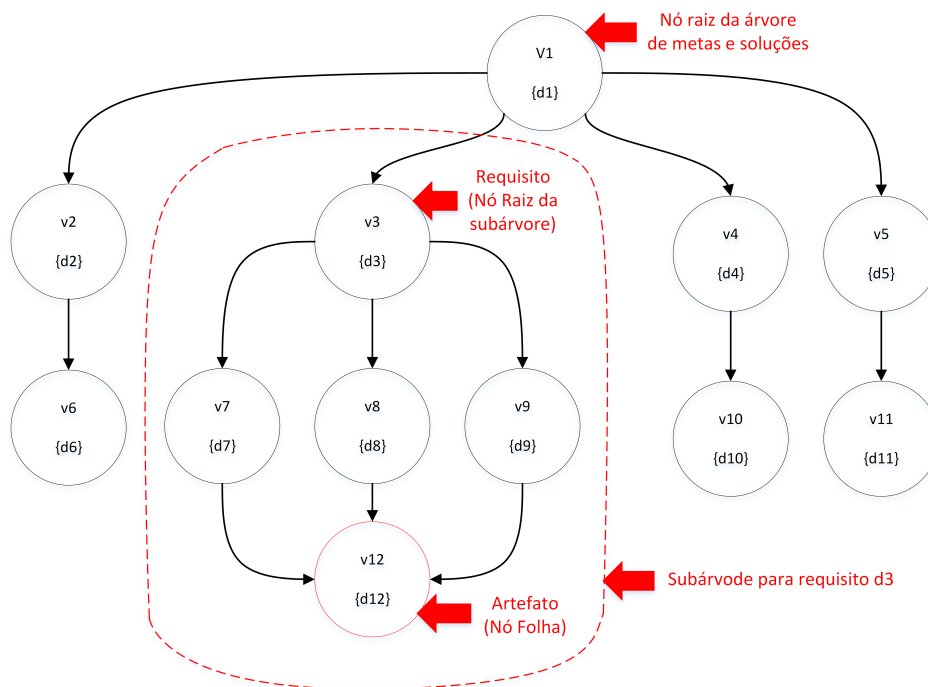 Nó raiz da árvore
de metas e soluções
V1
{d1}
Requisito
(Nó Raiz da
subárvore)
v2
{d2}
v3
{d3}
v4
{d4}
v5
{d5}
v6
{d6}
v7
{d7}
v8
{d8}
v9
{d9}
v10
{d10}
v11
{d11}
v12
{d12}
Subárvode para requisito d3
Artefato
(Nó Folha)